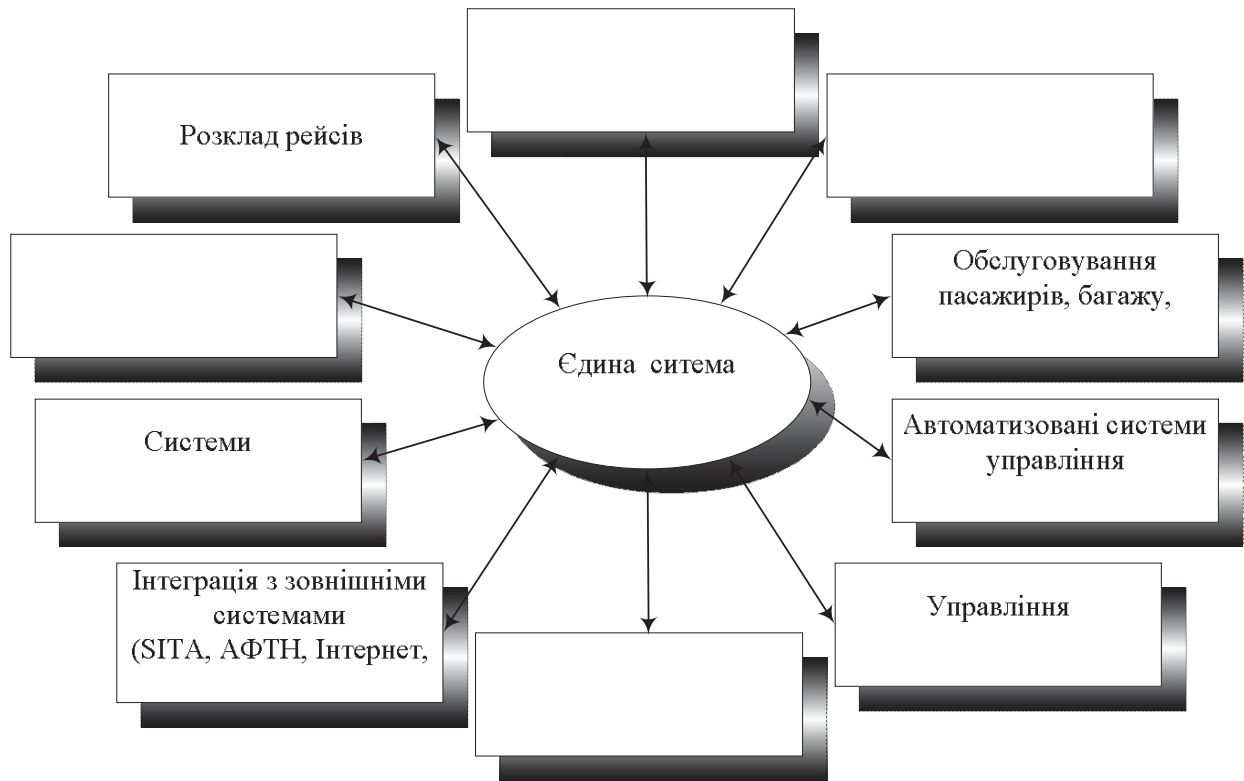 Розклад рейсів
Обслуговування
пасажирів, багажу,
Єдина ситема
Системи
Автоматизовані системи
управління
Інтеграція з зовнішніми
системами
(SITA, АФТН, Інтернет,
Управління